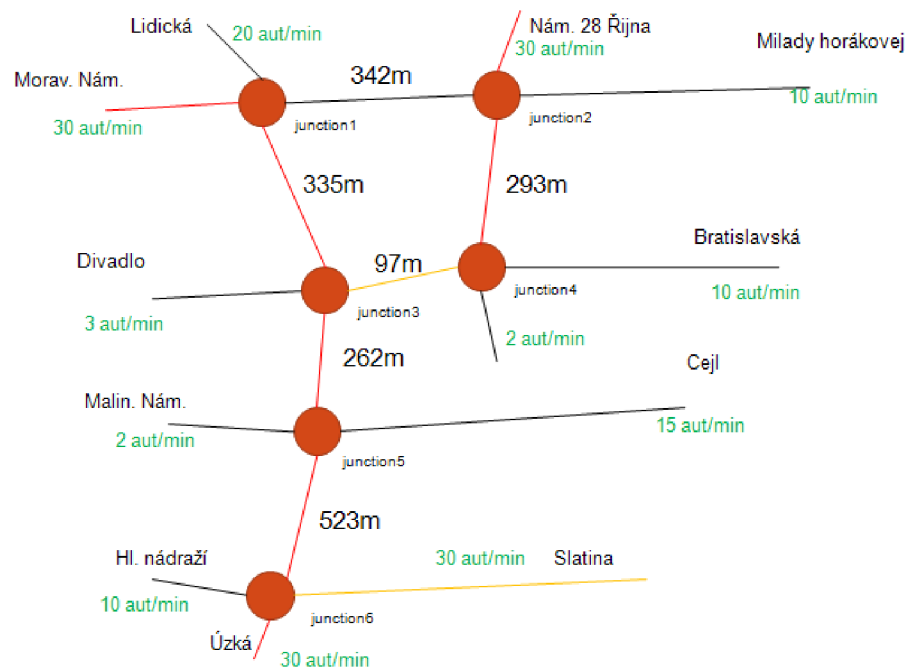 Lidická
20 aut/min
Nám. 28 Řijna
30 aut/min
Milady horákovej
10 aut/min
Morav. Nám.
30 aut/min
342m
junction1
junction2
335m
293m
Divadlo
3 aut/min
97m
Bratislavská
10 aut/min
junction3
junction4
2 aut/min
262m
Cejl
15 aut/min
Malin. Nám.
2 aut/min
junction5
523m
Hl. nádraží
10 aut/min
30 aut/min
Slatina
junction6
Úzká
30 aut/min